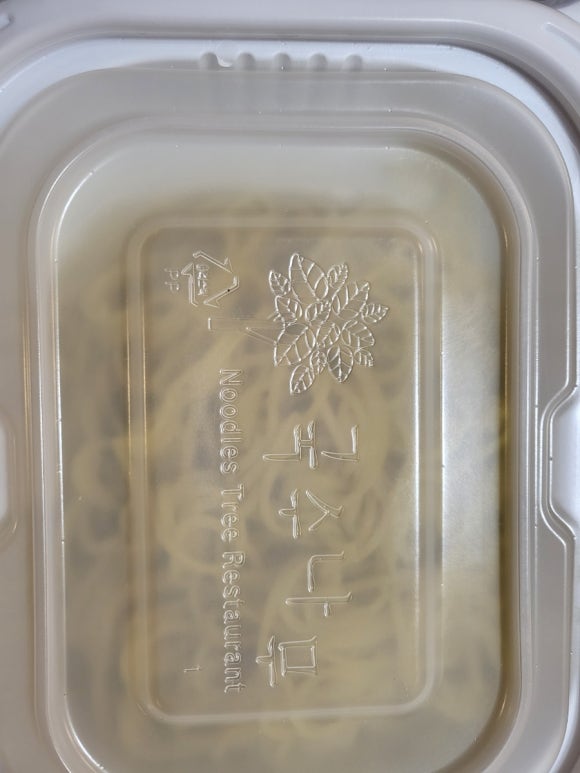 국수나무
Noodles Tree Restaurant
PP
1